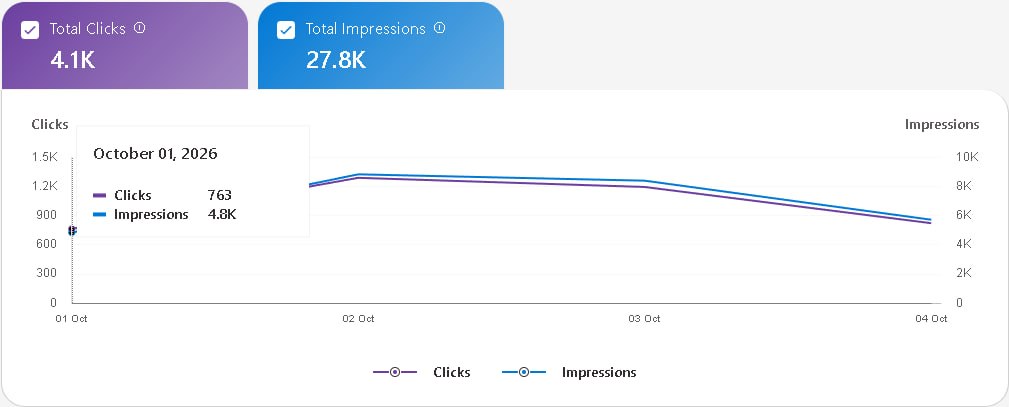 Total Clicks
4.1K
Total Impressions
27.8K
Clicks
Impressions
October 01, 2026
Clicks 763
Impressions 4.8K
1.5K
1.2K
900
600
300
0
10K
8K
6K
4K
2K
0
01 Oct
02 Oct
03 Oct
04 Oct
Clicks
Impressions